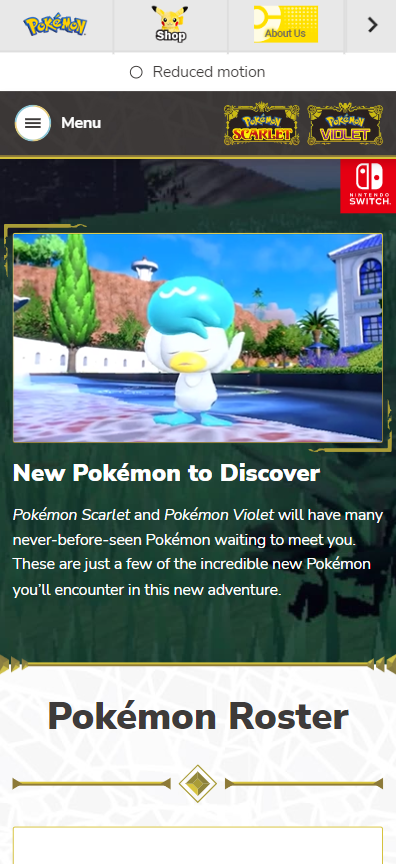 Pokémon
Shop
About Us
Reduced motion
Menu
Pokémon
SCARLET
Pokémon
VIOLET
NINTENDO
SWITCH.
New Pokémon to Discover
Pokémon Scarlet and Pokémon Violet will have many
never-before-seen Pokémon waiting to meet you.
These are just a few of the incredible new Pokémon
you’ll encounter in this new adventure.
Pokémon Roster